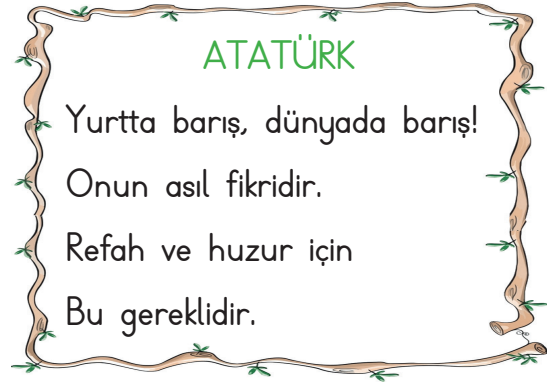 ATATÜRK
Yurtta barış, dünyada barış!
Onun asıl fikridir.
Refah ve huzur için
Bu gereklidir.